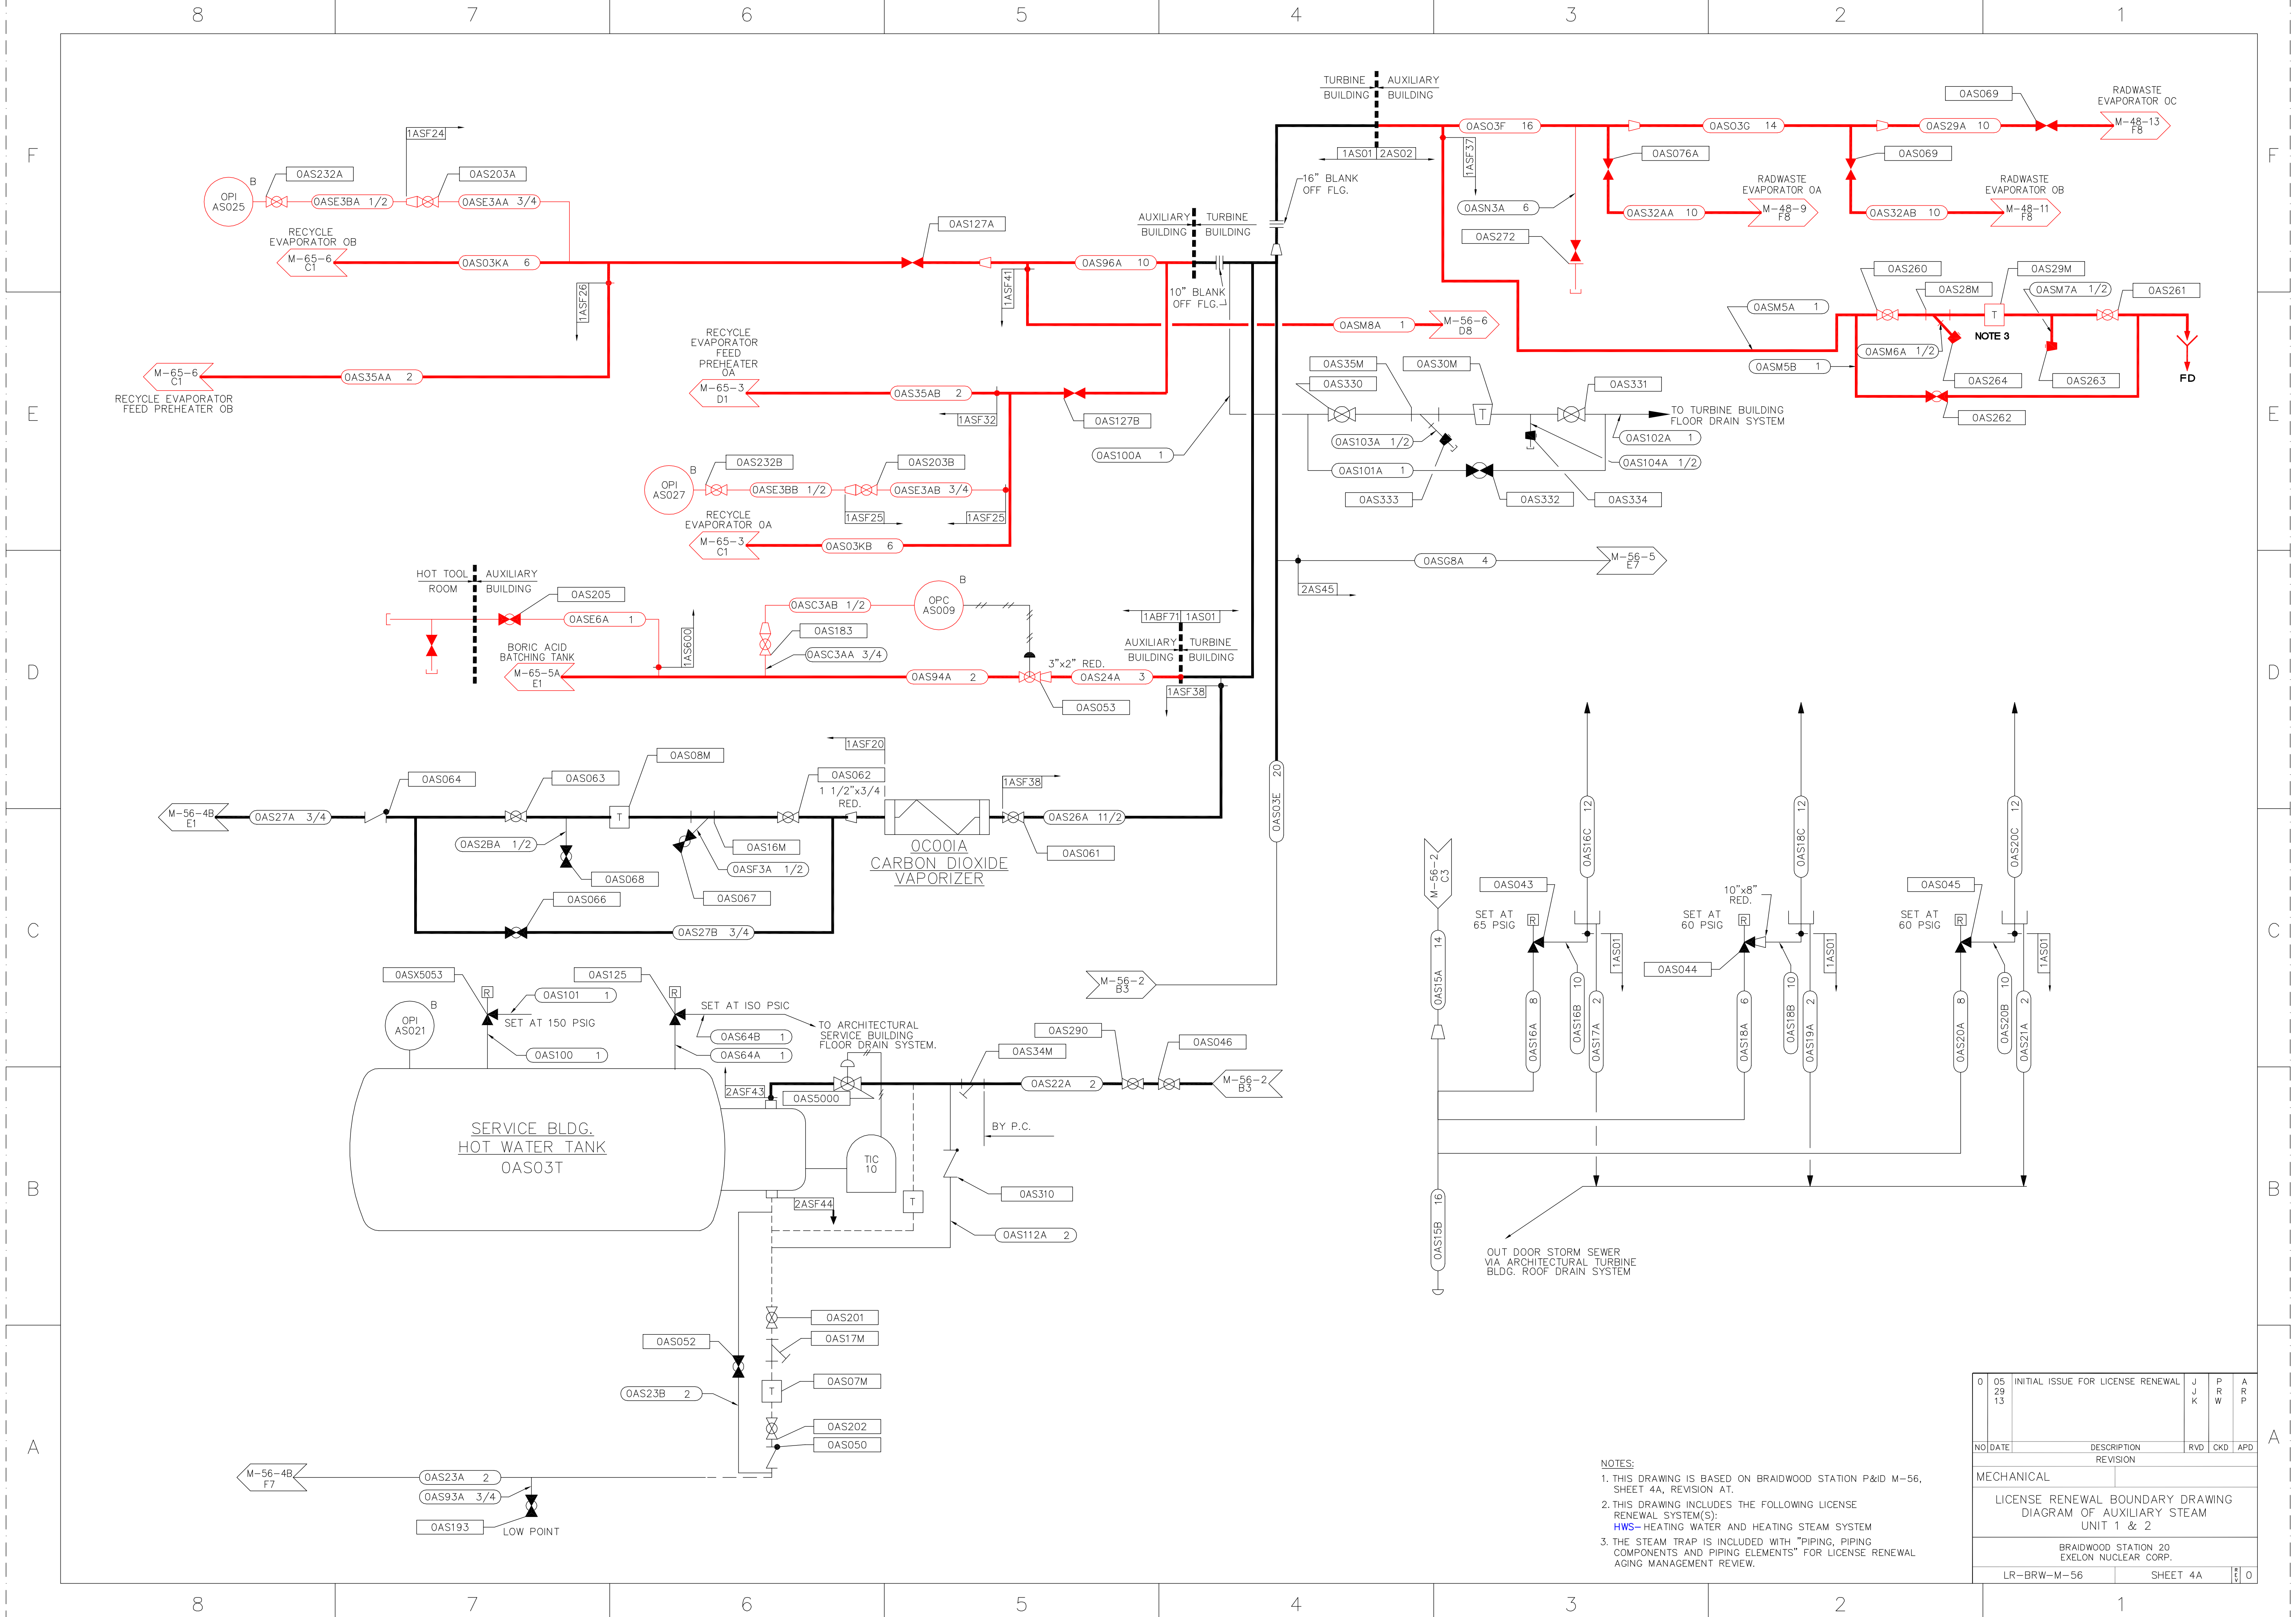 8 7 6 5 4 3 2 1
F
E
D
C
B
A
TURBINE BUILDING
AUXILIARY BUILDING
1AS01 2AS02
0AS069
RADWASTE
EVAPORATOR 0C
M-48-13
F8
0AS03F 16
0AS03G 14
0AS29A 10
1ASF37
0AS076A
0AS069
RADWASTE
EVAPORATOR 0A
M-48-9
F8
RADWASTE
EVAPORATOR 0B
M-48-11
F8
0AS32AA 10
0AS32AB 10
0ASN3A 6
0AS272
16" BLANK
OFF FLG.
1ASF24
0AS232A
0AS203A
B
0PI
AS025
0ASE3BA 1/2
0ASE3AA 3/4
RECYCLE
EVAPORATOR 0B
M-65-6
C1
0AS03KA 6
0AS127A
0AS96A 10
AUXILIARY BUILDING
TURBINE BUILDING
10" BLANK
OFF FLG.
1ASF26
1ASF41
0ASM8A 1
M-56-6
D8
M-65-6
C1
RECYCLE EVAPORATOR
FEED PREHEATER 0B
0AS35AA 2
RECYCLE
EVAPORATOR
FEED
PREHEATER
0A
M-65-3
D1
0AS35AB 2
1ASF32
0AS127B
0AS100A 1
0AS232B
0AS203B
B
0PI
AS027
0ASE3BB 1/2
0ASE3AB 3/4
1ASF25
1ASF25
RECYCLE
EVAPORATOR 0A
M-65-3
C1
0AS03KB 6
0AS260
0AS29M
0AS28M
0ASM7A 1/2
0AS261
0ASM5A 1
T
NOTE 3
0ASM6A 1/2
0ASM5B 1
0AS264
0AS263
0AS262
FD
0AS35M
0AS30M
0AS330
0AS331
T
TO TURBINE BUILDING
FLOOR DRAIN SYSTEM
0AS103A 1/2
0AS102A 1
0AS101A 1
0AS104A 1/2
0AS333
0AS332
0AS334
0ASG8A 4
M-56-5
E7
2AS45
HOT TOOL ROOM
AUXILIARY BUILDING
0AS205
0ASE6A 1
1AS600
BORIC ACID
BATCHING TANK
M-65-5A
E1
0ASC3AB 1/2
0PC
AS009
B
0AS183
0ASC3AA 3/4
0AS94A 2
3"x2" RED.
0AS24A 3
0AS053
1ABF71 1AS01
AUXILIARY BUILDING
TURBINE BUILDING
1ASF38
1ASF20
0AS08M
0AS064
0AS063
0AS062
1 1/2"x3/4
RED.
1ASF38
M-56-4B
E1
0AS27A 3/4
T
0AS26A 11/2
0AS2BA 1/2
0AS16M
0AS061
0AS068
0ASF3A 1/2
0AS066
0AS067
0AS27B 3/4
0C00IA
CARBON DIOXIDE
VAPORIZER
0AS03E 20
M-56-2
B3
0ASX5053
0AS125
R
R
0AS101 1
SET AT 150 PSIG
SET AT ISO PSIC
B
0PI
AS021
0AS100 1
0AS64B 1
0AS64A 1
TO ARCHITECTURAL
SERVICE BUILDING
FLOOR DRAIN SYSTEM.
0AS290
0AS34M
0AS046
2ASF43
0AS5000
0AS22A 2
M-56-2
B3
BY P.C.
SERVICE BLDG.
HOT WATER TANK
0AS03T
TIC
10
T
2ASF44
0AS310
0AS112A 2
0AS201
0AS052
0AS17M
0AS07M
T
0AS23B 2
0AS202
0AS050
M-56-4B
F7
0AS23A 2
0AS93A 3/4
0AS193
LOW POINT
M-56-2
C3
0AS15A 14
0AS15B 16
0AS16C 12
0AS18C 12
0AS20C 12
0AS043
SET AT
65 PSIG
R
1AS01
0AS16A 8
0AS16B 10
0AS17A 2
10"x8"
RED.
SET AT
60 PSIG
R
0AS044
1AS01
0AS18A 6
0AS18B 10
0AS19A 2
0AS045
SET AT
60 PSIG
R
1AS01
0AS20A 8
0AS20B 10
0AS21A 2
OUT DOOR STORM SEWER
VIA ARCHITECTURAL TURBINE
BLDG. ROOF DRAIN SYSTEM
NOTES:
1. THIS DRAWING IS BASED ON BRAIDWOOD STATION P&ID M-56,
SHEET 4A, REVISION AT.
2. THIS DRAWING INCLUDES THE FOLLOWING LICENSE
RENEWAL SYSTEM(S):
HWS- HEATING WATER AND HEATING STEAM SYSTEM
3. THE STEAM TRAP IS INCLUDED WITH "PIPING, PIPING
COMPONENTS AND PIPING ELEMENTS" FOR LICENSE RENEWAL
AGING MANAGEMENT REVIEW.
0 05 29 13 INITIAL ISSUE FOR LICENSE RENEWAL JJK PRW ARP
NO DATE DESCRIPTION RVD CKD APD
REVISION
MECHANICAL
LICENSE RENEWAL BOUNDARY DRAWING
DIAGRAM OF AUXILIARY STEAM
UNIT 1 & 2
BRAIDWOOD STATION 20
EXELON NUCLEAR CORP.
LR-BRW-M-56 SHEET 4A REV 0
8 7 6 5 4 3 2 1
F
E
D
C
B
A